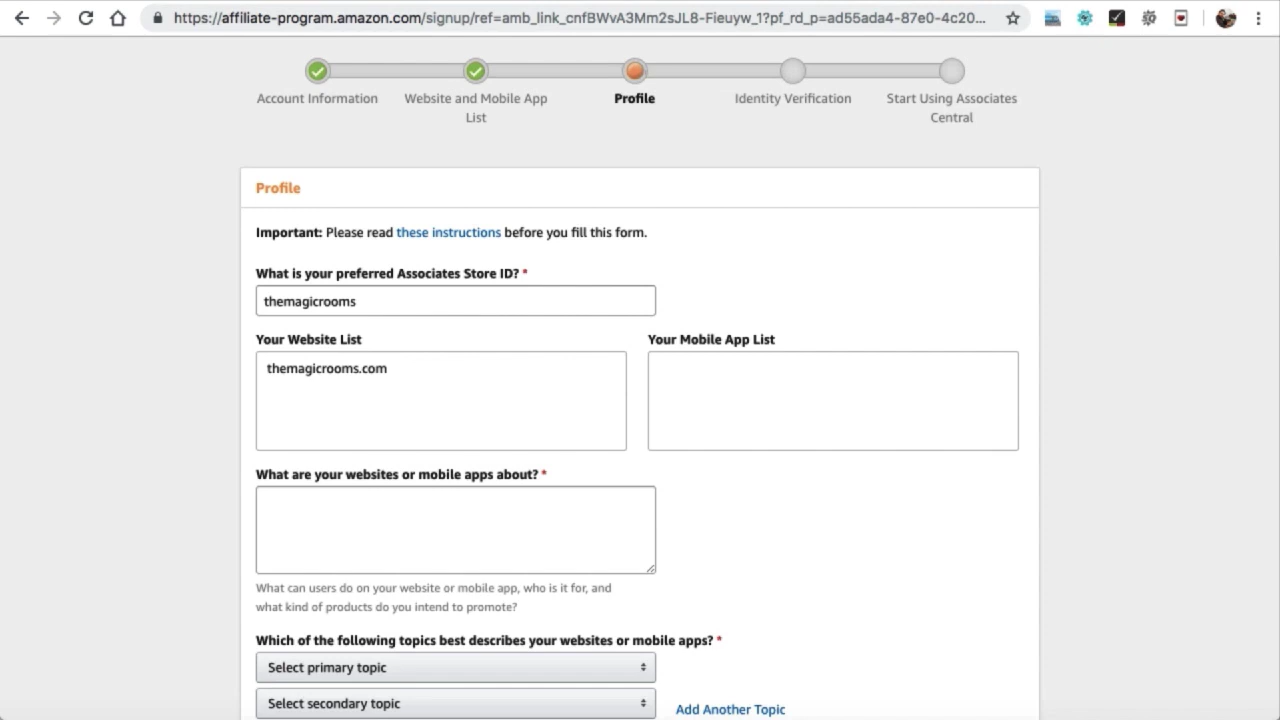 https://affiliate-program.amazon.com/signup/ref=amb_link_cnfBWvA3Mm2sJL8-Fieuyw_1?pf_rd_p=ad55ada4-87e0-4c20...
Account Information
Website and Mobile App List
Profile
Identity Verification
Start Using Associates Central
Profile
Important: Please read these instructions before you fill this form.
What is your preferred Associates Store ID? *
themagicrooms
Your Website List
Your Mobile App List
themagicrooms.com
What are your websites or mobile apps about? *
What can users do on your website or mobile app, who is it for, and
what kind of products do you intend to promote?
Which of the following topics best describes your websites or mobile apps? *
Select primary topic
Select secondary topic
Add Another Topic